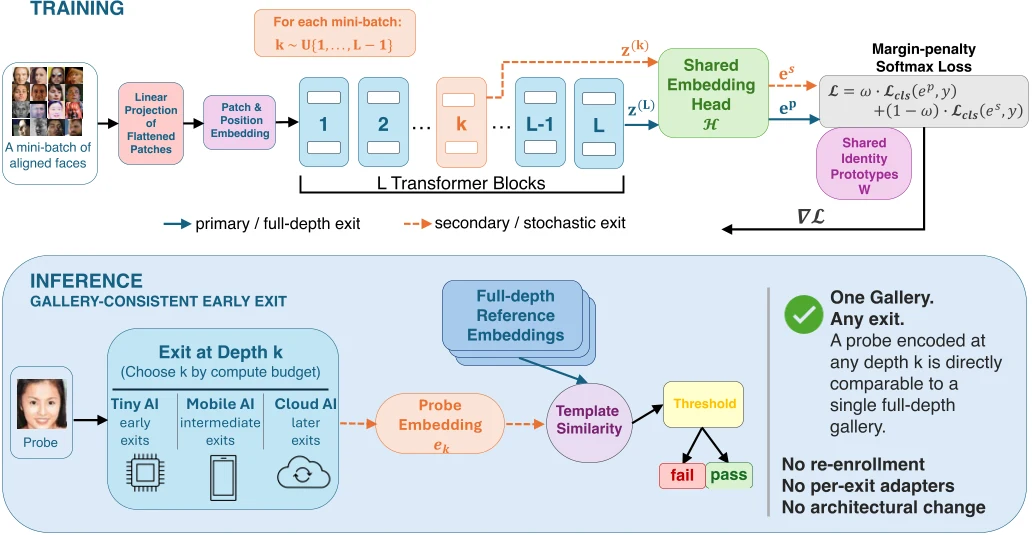 TRAINING
For each mini-batch:
k ~ U{1,...,L − 1}
A mini-batch of
aligned faces
Linear
Projection
of
Flattened
Patches
Patch &
Position
Embedding
1
2
...
k
...
L-1
L
L Transformer Blocks
z^(k)
z^(L)
Shared
Embedding
Head
ℋ
e^s
e^p
Margin-penalty
Softmax Loss
ℒ = ω · ℒ_cls(e^p, y)
+(1 − ω) · ℒ_cls(e^s, y)
Shared
Identity
Prototypes
W
∇ℒ
primary / full-depth exit
secondary / stochastic exit
INFERENCE
GALLERY-CONSISTENT EARLY EXIT
Probe
Exit at Depth k
(Choose k by compute budget)
Tiny AI
early
exits
Mobile AI
intermediate
exits
Cloud AI
later
exits
Probe
Embedding
e_k
Full-depth
Reference
Embeddings
Template
Similarity
Threshold
fail
pass
One Gallery.
Any exit.
A probe encoded at
any depth k is directly
comparable to a
single full-depth
gallery.
No re-enrollment
No per-exit adapters
No architectural change